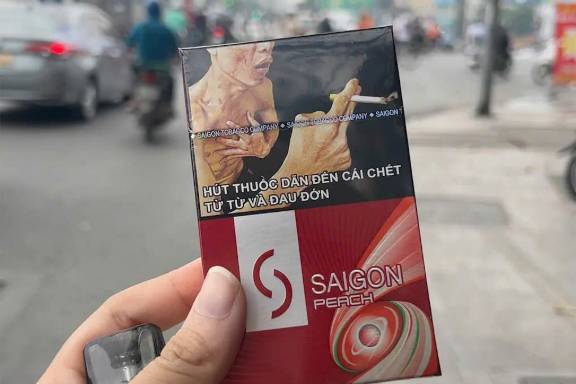 SAIGON TOBACCO COMPANY ◆ SAIGON TOBACCO COMPANY ◆ SAIGON T
HÚT THUỐC DẪN ĐẾN CÁI CHẾT
TỪ TỪ VÀ ĐAU ĐỚN
SAIGON
PEACH